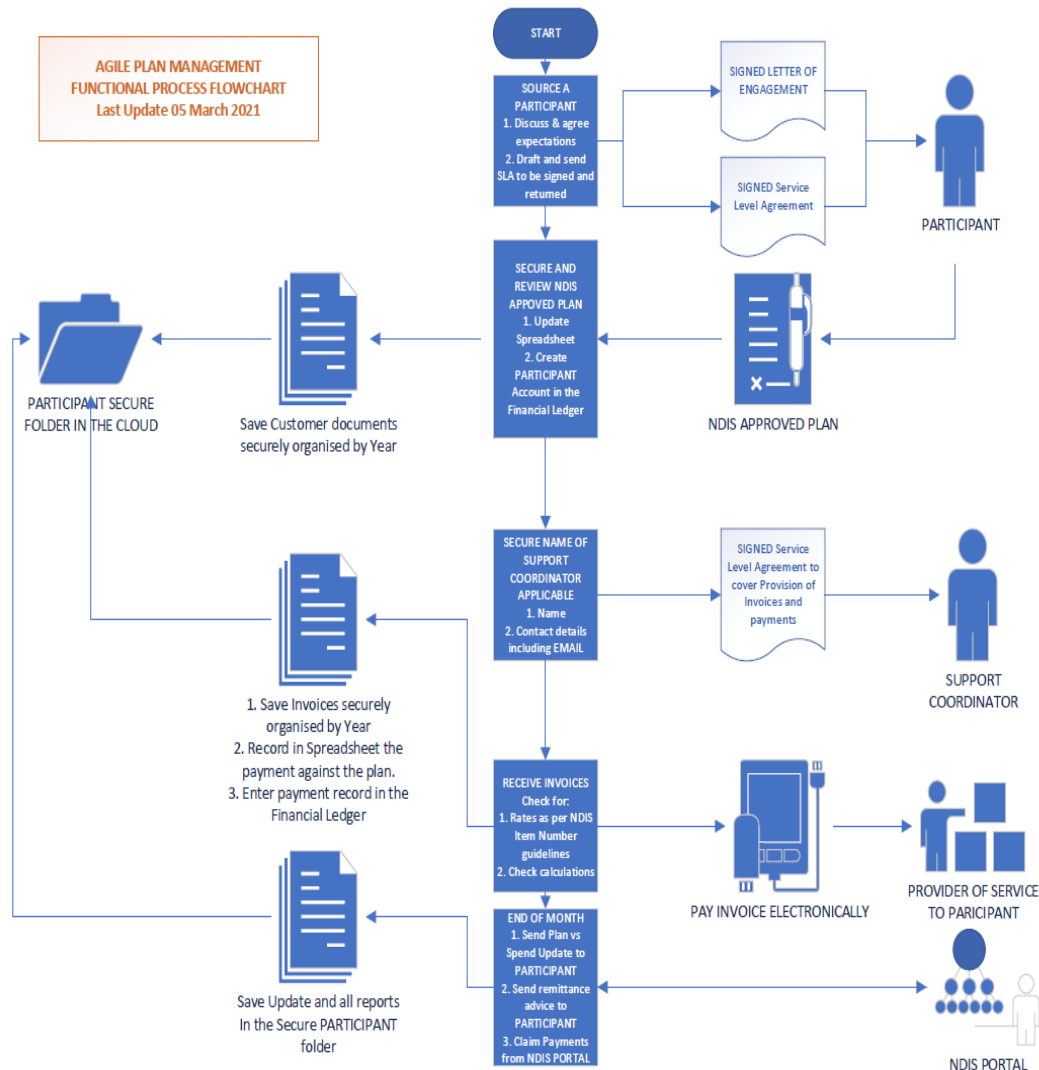 AGILE PLAN MANAGEMENT
FUNCTIONAL PROCESS FLOWCHART
Last Update 05 March 2021
START
SOURCE A
PARTICIPANT
1. Discuss & agree
expectations
2. Draft and send
SLA to be signed and
returned
SIGNED LETTER OF
ENGAGEMENT
SIGNED Service
Level Agreement
PARTICIPANT
SECURE AND
REVIEW NDIS
APPOVED PLAN
1. Update
Spreadsheet
2. Create
PARTICIPANT
Account in the
Financial Ledger
NDIS APPROVED PLAN
Save Customer documents
securely organised by Year
PARTICIPANT SECURE
FOLDER IN THE CLOUD
SECURE NAME OF
SUPPORT
COORDINATOR
APPLICABLE
1. Name
2. Contact details
including EMAIL
SIGNED Service
Level Agreement to
cover Provision of
Invoices and
payments
SUPPORT
COORDINATOR
1. Save Invoices securely
organised by Year
2. Record in Spreadsheet the
payment against the plan.
3. Enter payment record in the
Financial Ledger
RECEIVE INVOICES
Check for:
1. Rates as per NDIS
Item Number
guidelines
2. Check calculations
PAY INVOICE ELECTRONICALLY
PROVIDER OF SERVICE
TO PARICIPANT
END OF MONTH
1. Send Plan vs
Spend Update to
PARTICIPANT
2. Send remittance
advice to
PARTICIPANT
3. Claim Payments
from NDIS PORTAL
Save Update and all reports
In the Secure PARTICIPANT
folder
NDIS PORTAL